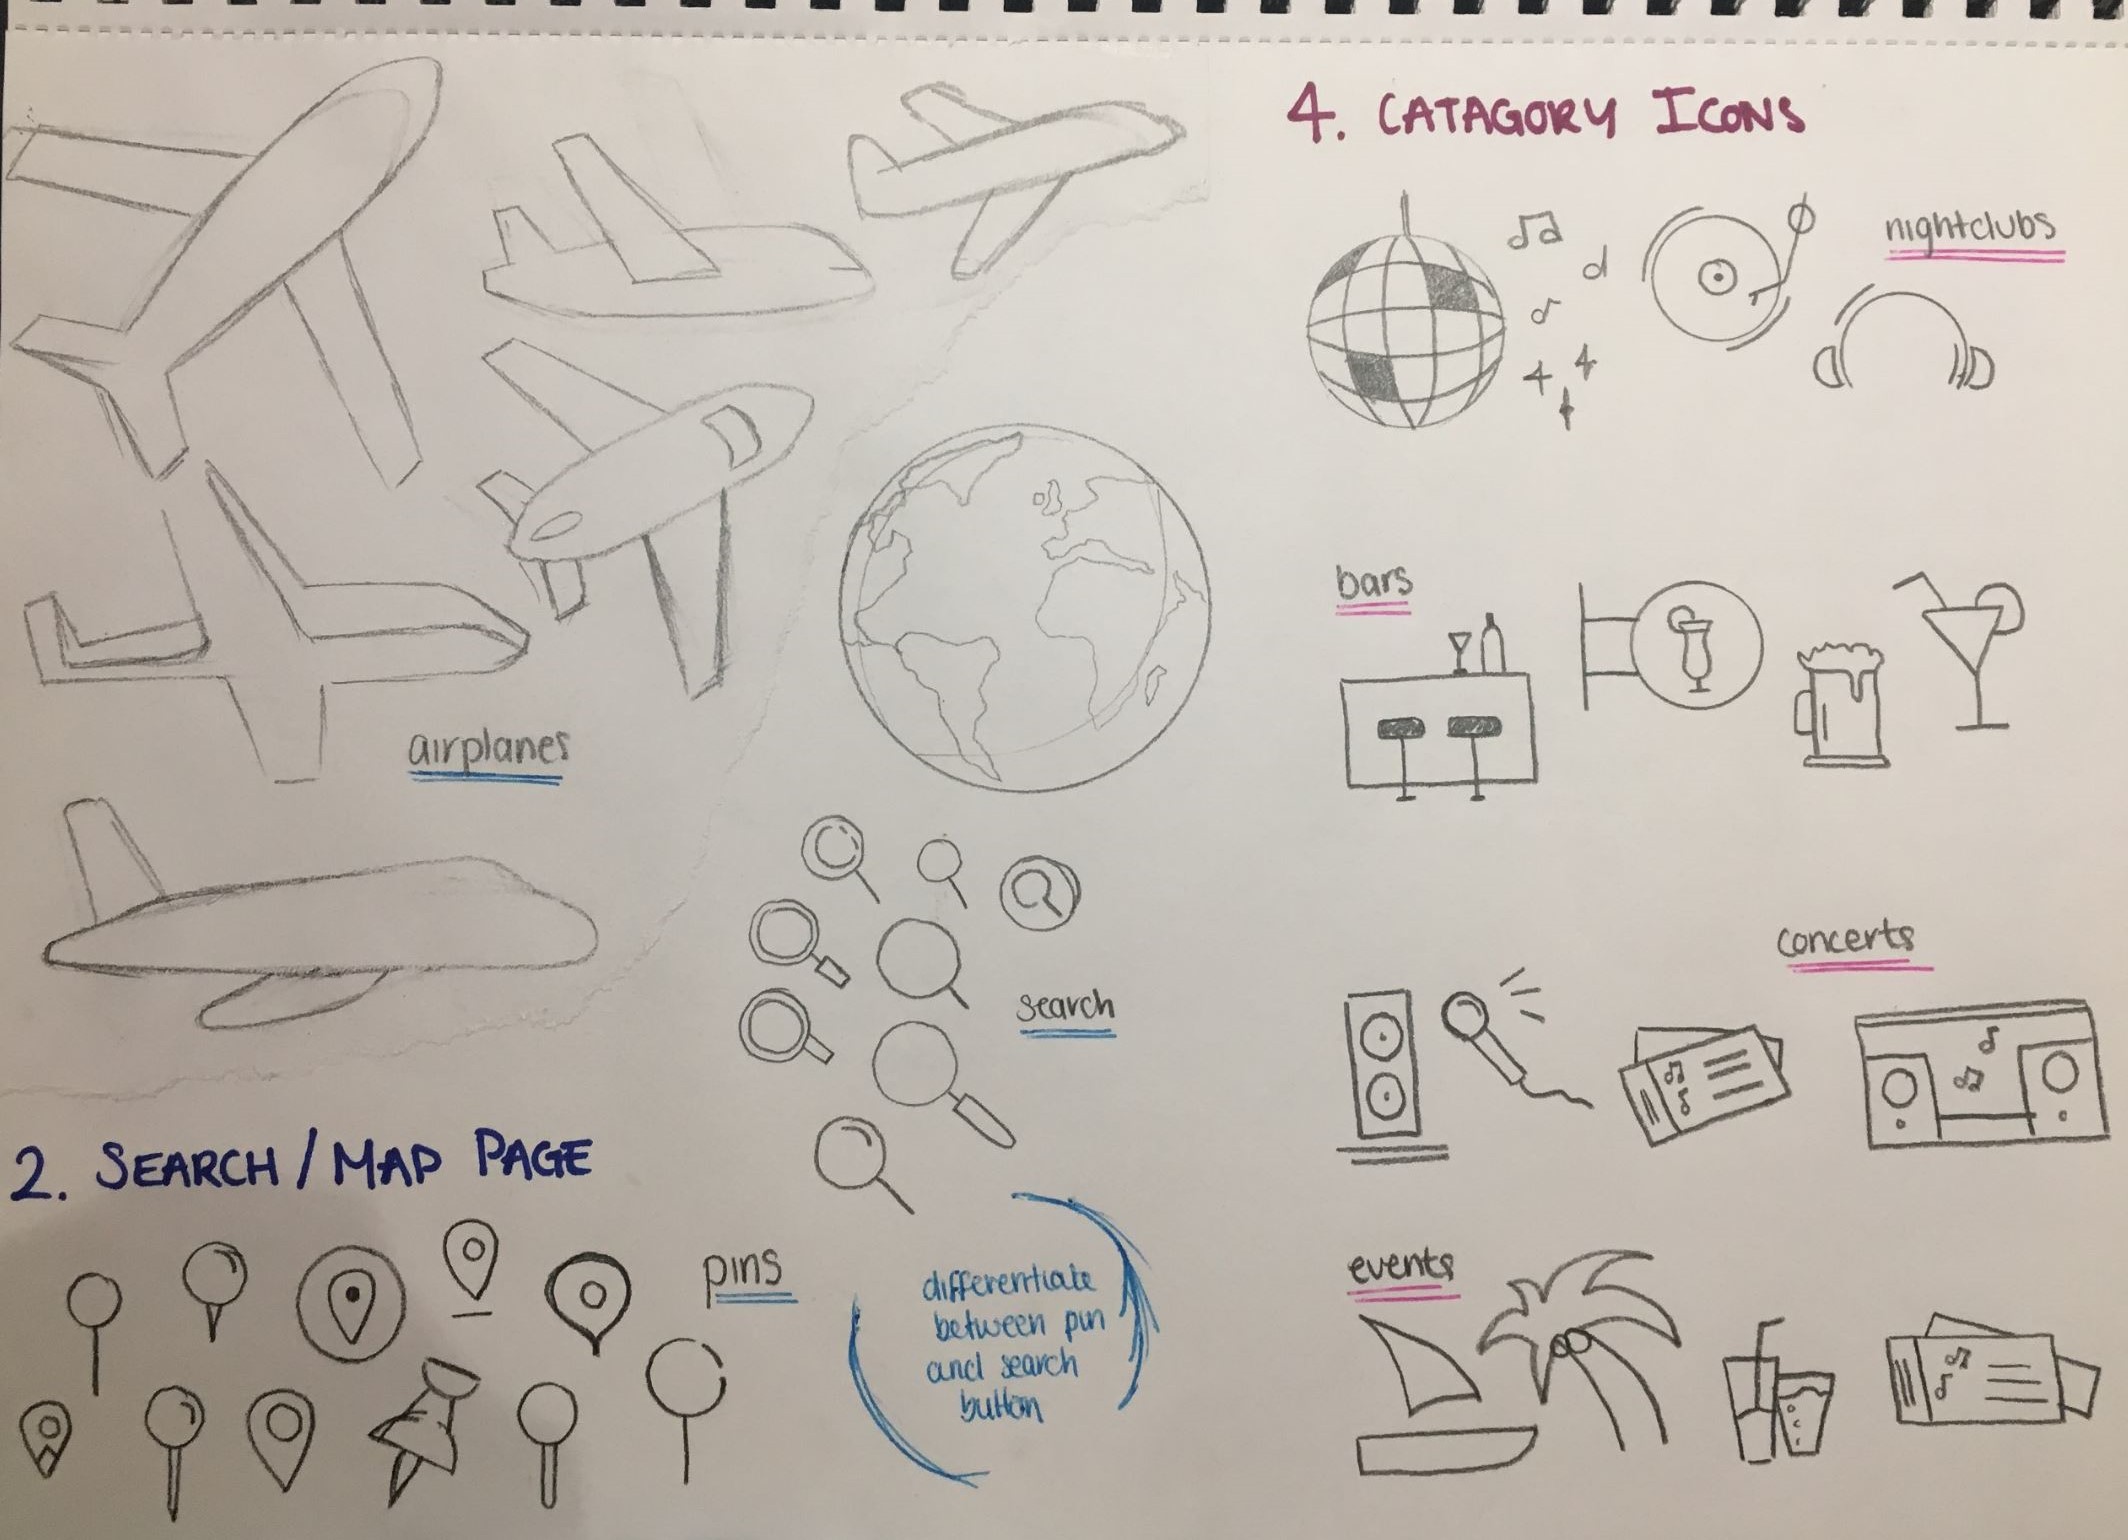 airplanes
search
2. SEARCH / MAP PAGE
pins
differentiate
between pin
and search
button
4. CATAGORY ICONS
nightclubs
bars
concerts
events